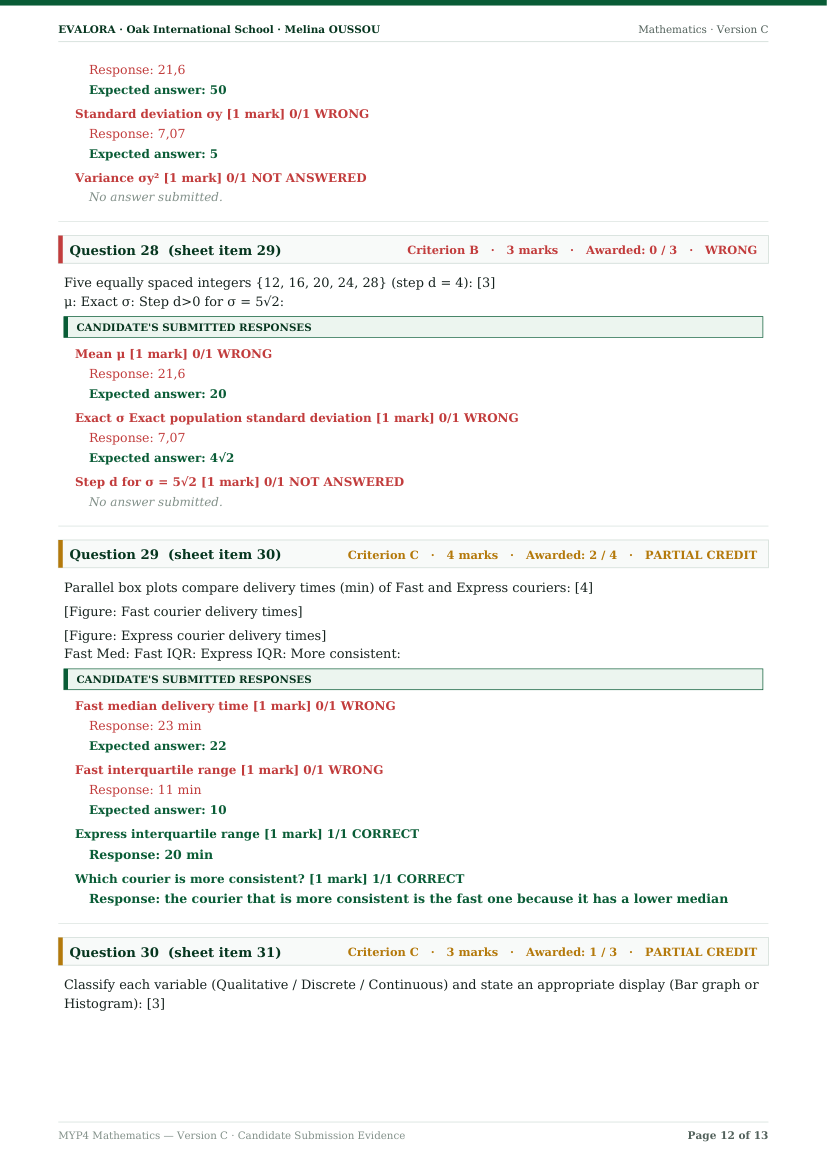 EVALORA · Oak International School · Melina OUSSOU
Mathematics · Version C
Response: 21,6
Expected answer: 50
Standard deviation σy [1 mark] 0/1 WRONG
Response: 7,07
Expected answer: 5
Variance σy² [1 mark] 0/1 NOT ANSWERED
No answer submitted.
Question 28 (sheet item 29)
Criterion B · 3 marks · Awarded: 0 / 3 · WRONG
Five equally spaced integers {12, 16, 20, 24, 28} (step d = 4): [3]
μ: Exact σ: Step d>0 for σ = 5√2:
CANDIDATE'S SUBMITTED RESPONSES
Mean μ [1 mark] 0/1 WRONG
Response: 21,6
Expected answer: 20
Exact σ Exact population standard deviation [1 mark] 0/1 WRONG
Response: 7,07
Expected answer: 4√2
Step d for σ = 5√2 [1 mark] 0/1 NOT ANSWERED
No answer submitted.
Question 29 (sheet item 30)
Criterion C · 4 marks · Awarded: 2 / 4 · PARTIAL CREDIT
Parallel box plots compare delivery times (min) of Fast and Express couriers: [4]
[Figure: Fast courier delivery times]
[Figure: Express courier delivery times]
Fast Med: Fast IQR: Express IQR: More consistent:
CANDIDATE'S SUBMITTED RESPONSES
Fast median delivery time [1 mark] 0/1 WRONG
Response: 23 min
Expected answer: 22
Fast interquartile range [1 mark] 0/1 WRONG
Response: 11 min
Expected answer: 10
Express interquartile range [1 mark] 1/1 CORRECT
Response: 20 min
Which courier is more consistent? [1 mark] 1/1 CORRECT
Response: the courier that is more consistent is the fast one because it has a lower median
Question 30 (sheet item 31)
Criterion C · 3 marks · Awarded: 1 / 3 · PARTIAL CREDIT
Classify each variable (Qualitative / Discrete / Continuous) and state an appropriate display (Bar graph or
Histogram): [3]
MYP4 Mathematics — Version C · Candidate Submission Evidence
Page 12 of 13